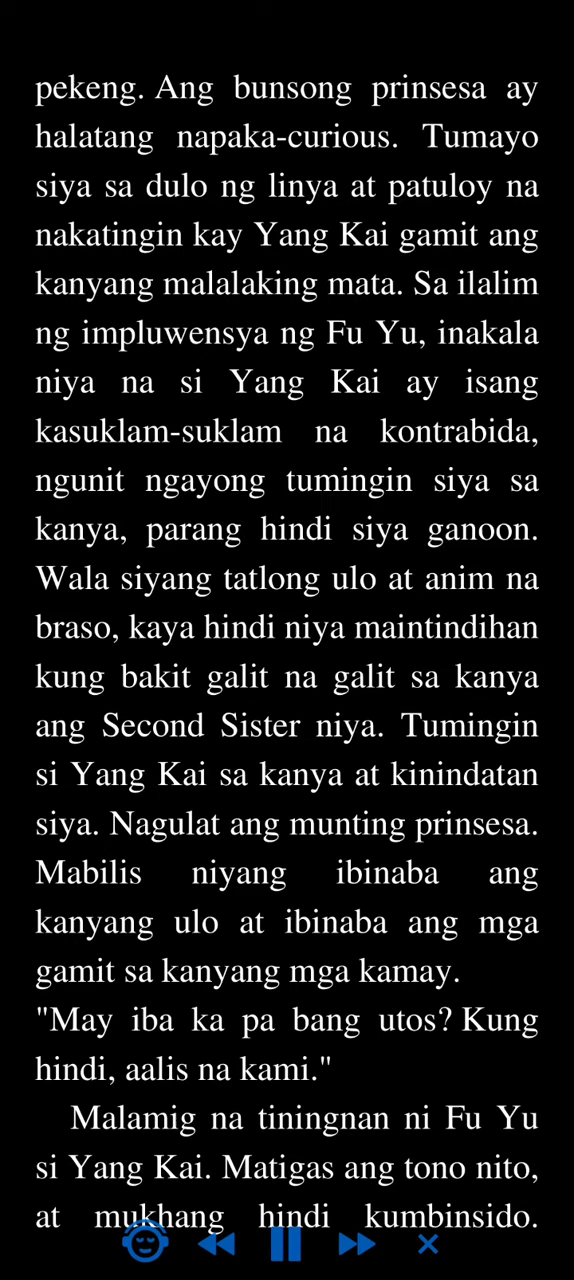 pekeng. Ang bunsong prinsesa ay
halatang napaka-curious. Tumayo
siya sa dulo ng linya at patuloy na
nakatingin kay Yang Kai gamit ang
kanyang malalaking mata. Sa ilalim
ng impluwensya ng Fu Yu, inakala
niya na si Yang Kai ay isang
kasuklam-suklam na kontrabida,
ngunit ngayong tumingin siya sa
kanya, parang hindi siya ganoon.
Wala siyang tatlong ulo at anim na
braso, kaya hindi niya maintindihan
kung bakit galit na galit sa kanya
ang Second Sister niya. Tumingin
si Yang Kai sa kanya at kinindatan
siya. Nagulat ang munting prinsesa.
Mabilis niyang ibinaba ang
kanyang ulo at ibinaba ang mga
gamit sa kanyang mga kamay.
"May iba ka pa bang utos? Kung
hindi, aalis na kami."
Malamig na tiningnan ni Fu Yu
si Yang Kai. Matigas ang tono nito,
at mukhang hindi kumbinsido.